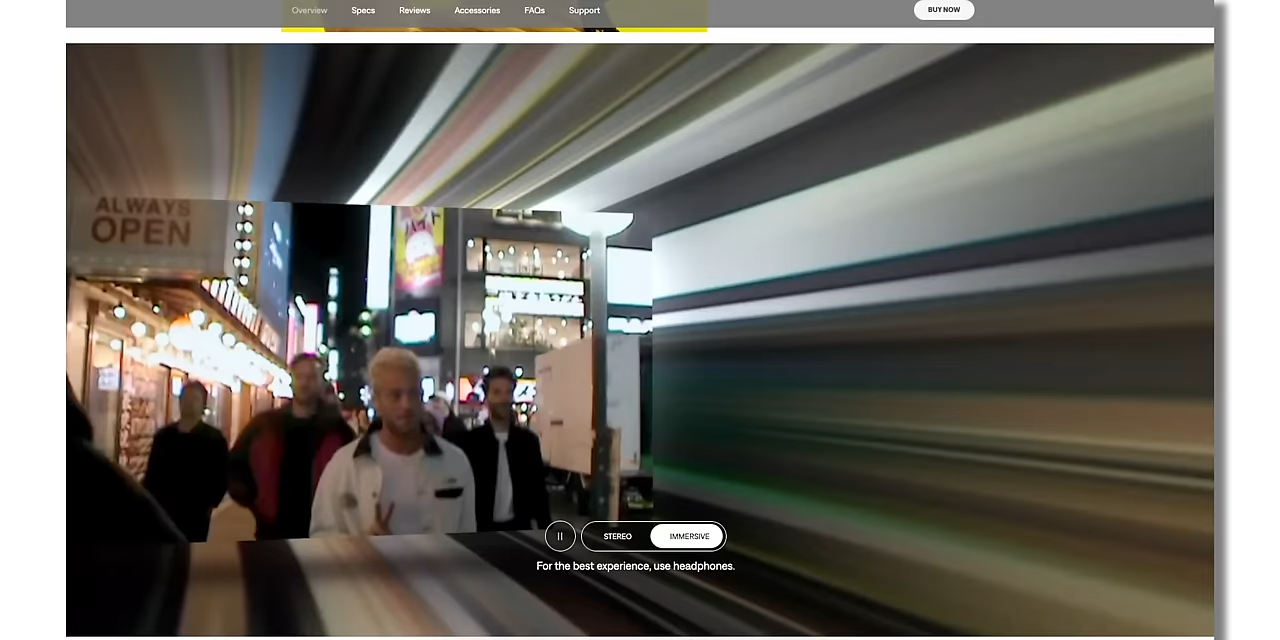 Overview Specs Reviews Accessories FAQs Support BUY NOW
ALWAYS
OPEN
STEREO IMMERSIVE
For the best experience, use headphones.